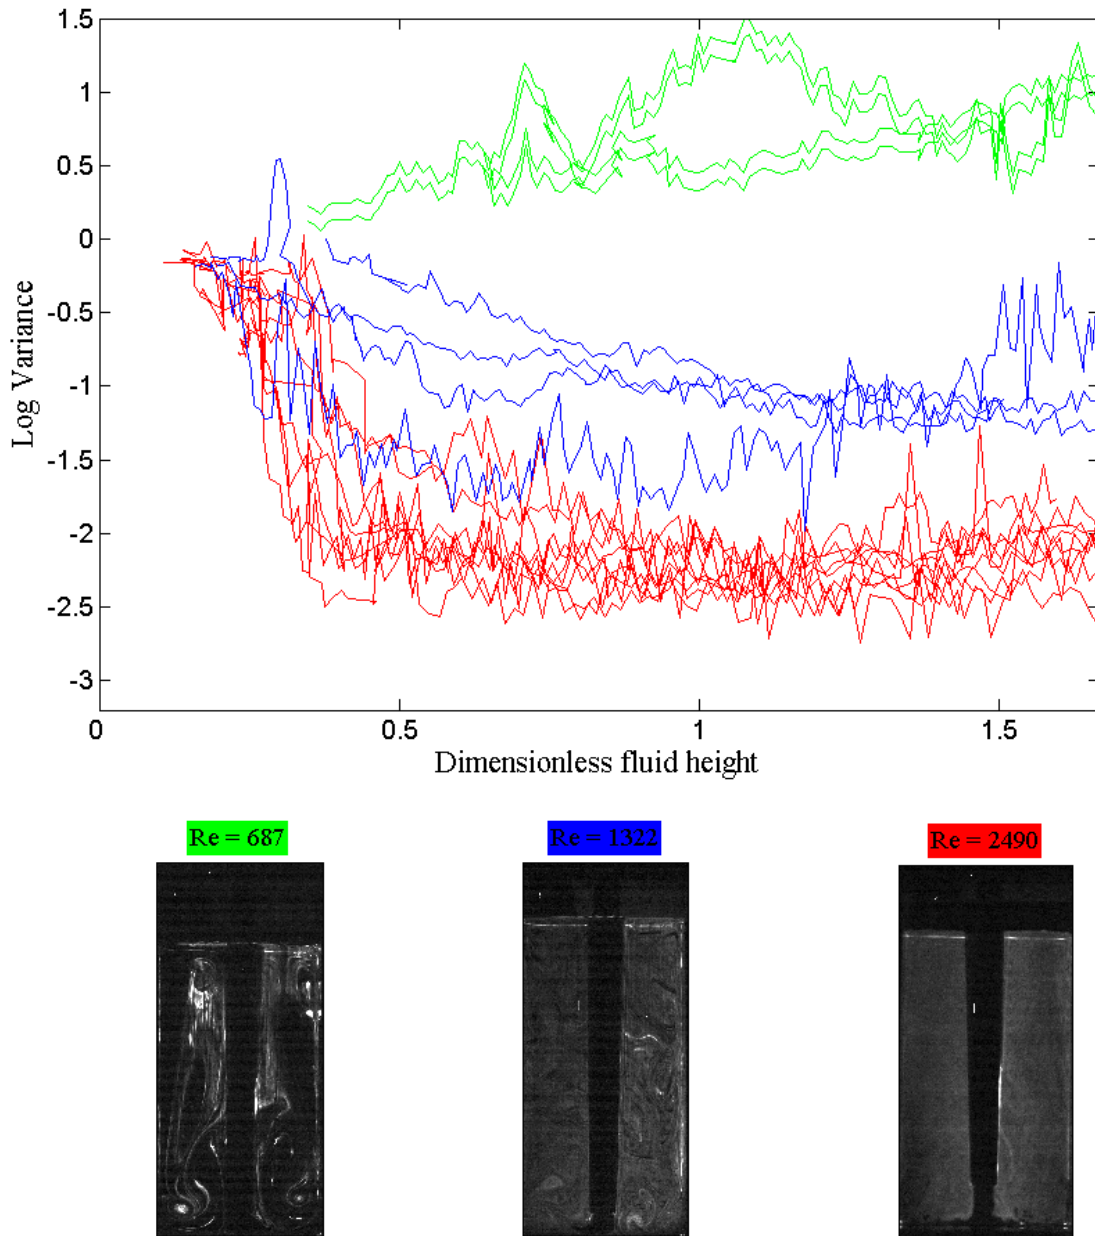 1.5
1
0.5
0
-0.5
-1
-1.5
-2
-2.5
-3
Log Variance
0 0.5 1 1.5
Dimensionless fluid height
Re = 687 Re = 1322 Re = 2490